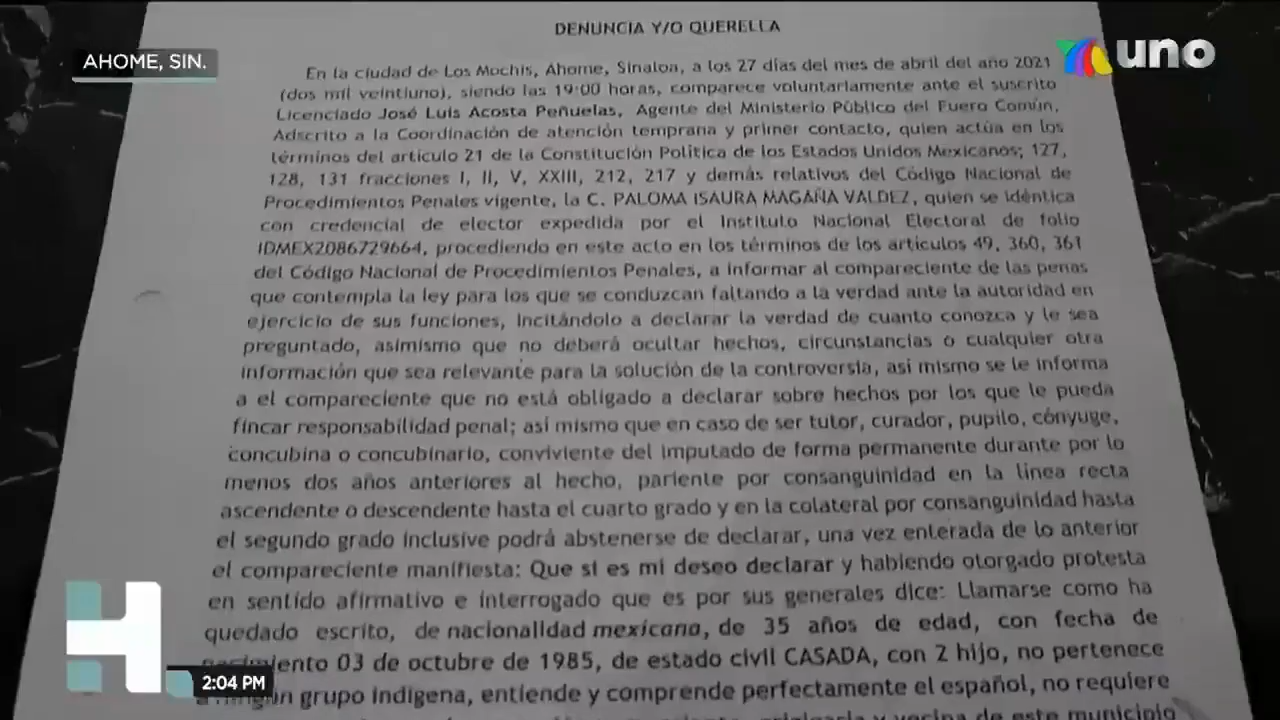 DENUNCIA Y/O QUERELLA
AHOME, SIN.
uno
En la ciudad de Los Mochis, Ahome, Sinaloa, a los 27 días del mes de abril del año 2021
(dos mil veintiuno), siendo las 19:00 horas, comparece voluntariamente ante el suscrito
Licenciado José Luis Acosta Peñuelas, Agente del Ministerio Público del Fuero Común,
Adscrito a la Coordinación de atención temprana y primer contacto, quien actúa en los
términos del artículo 21 de la Constitución Política de los Estados Unidos Mexicanos; 127,
128, 131 fracciones I, II, V, XXIII, 212, 217 y demás relativos del Código Nacional de
Procedimientos Penales vigente, la C. PALOMA ISAURA MAGAÑA VALDEZ, quien se identica
con credencial de elector expedida por el Instituto Nacional Electoral de folio
IDMEX2086729664, procediendo en este acto en los términos de los artículos 49, 360, 361
del Código Nacional de Procedimientos Penales, a informar al compareciente de las penas
que contempla la ley para los que se conduzcan faltando a la verdad ante la autoridad en
ejercicio de sus funciones, incitándolo a declarar la verdad de cuanto conozca y le sea
preguntado, asimismo que no deberá ocultar hechos, circunstancias o cualquier otra
información que sea relevante para la solución de la controversia, así mismo se le informa
a el compareciente que no está obligado a declarar sobre hechos por los que le pueda
fincar responsabilidad penal; así mismo que en caso de ser tutor, curador, pupilo, cónyuge,
concubina o concubinario, conviviente del imputado de forma permanente durante por lo
menos dos años anteriores al hecho, pariente por consanguinidad en la línea recta
ascendente o descendente hasta el cuarto grado y en la colateral por consanguinidad hasta
el segundo grado inclusive podrá abstenerse de declarar, una vez enterada de lo anterior
el compareciente manifiesta: Que si es mi deseo declarar y habiendo otorgado protesta
en sentido afirmativo e interrogado que es por sus generales dice: Llamarse como ha
quedado escrito, de nacionalidad mexicana, de 35 años de edad, con fecha de
nacimiento 03 de octubre de 1985, de estado civil CASADA, con 2 hijo, no pertenece
a ningún grupo indígena, entiende y comprende perfectamente el español, no requiere
originaria y vecina de este municipio
H
2:04 PM